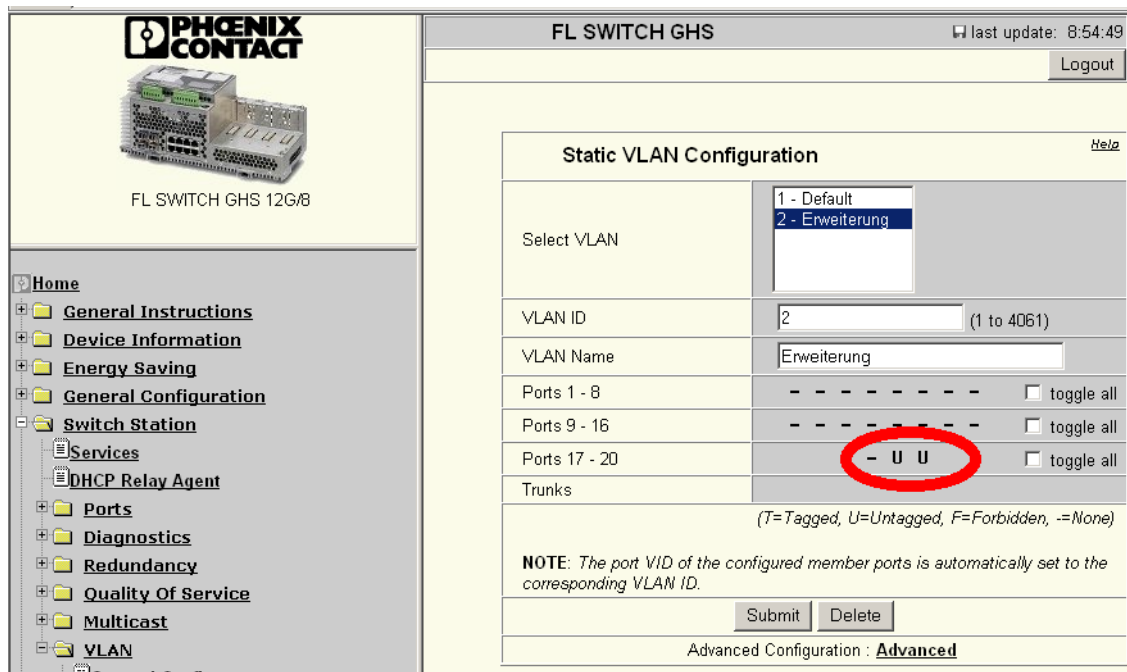 PHŒNIX
CONTACT
FL SWITCH GHS 12G/8
Home
General Instructions
Device Information
Energy Saving
General Configuration
Switch Station
Services
DHCP Relay Agent
Ports
Diagnostics
Redundancy
Quality Of Service
Multicast
VLAN
FL SWITCH GHS
last update: 8:54:49
Logout
Static VLAN Configuration
Help
Select VLAN
1 - Default
2 - Erweiterung
VLAN ID
2
(1 to 4061)
VLAN Name
Erweiterung
Ports 1 - 8
- - - - - - - -
toggle all
Ports 9 - 16
- - - - - - - -
toggle all
Ports 17 - 20
- U U
toggle all
Trunks
(T=Tagged, U=Untagged, F=Forbidden, -=None)
NOTE: The port VID of the configured member ports is automatically set to the
corresponding VLAN ID.
Submit
Delete
Advanced Configuration : Advanced